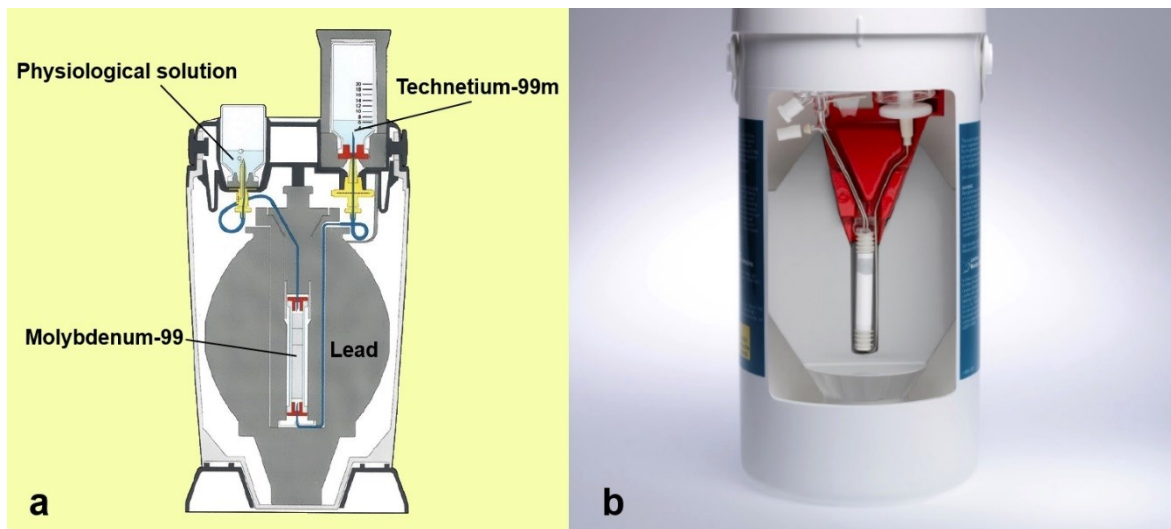 Physiological solution
Technetium-99m
Molybdenum-99
Lead
a
b